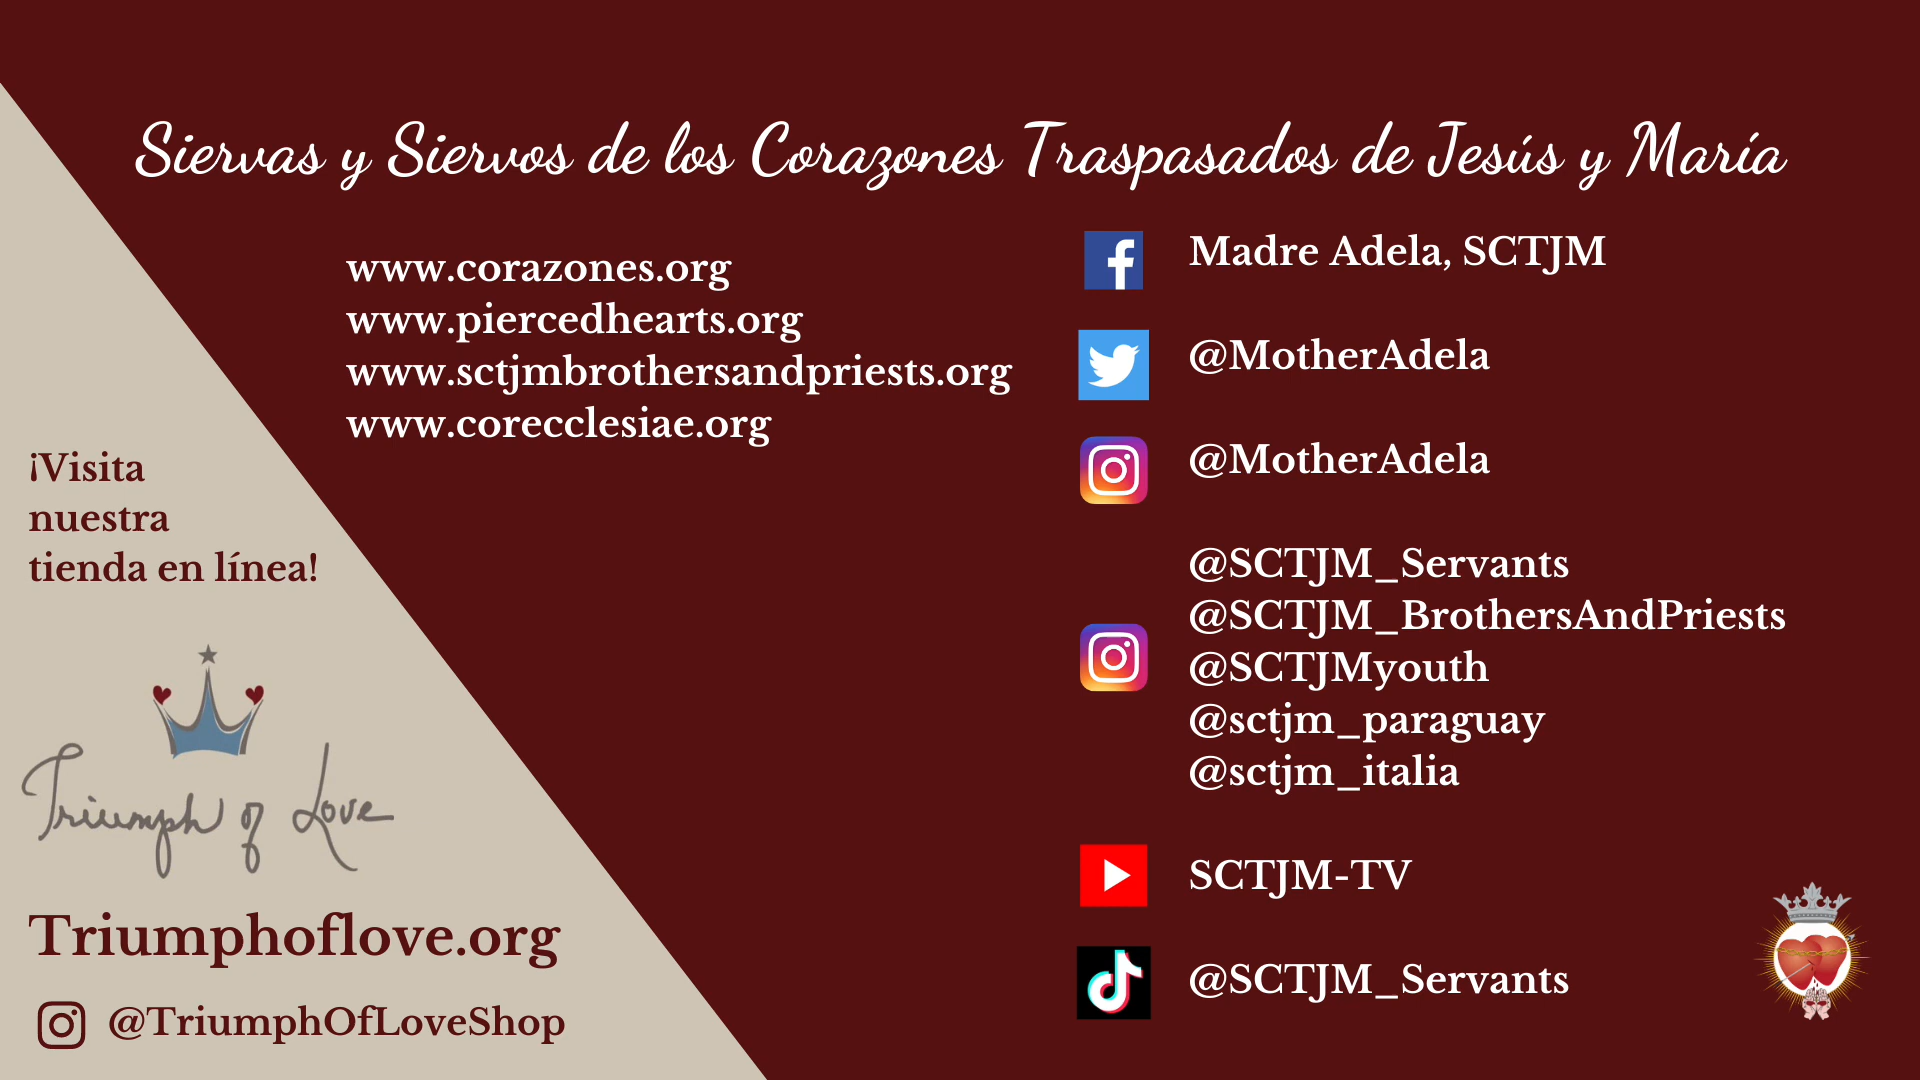 Siervas y Siervos de los Corazones Traspasados de Jesús y María
www.corazones.org
www.piercedhearts.org
www.sctjmbrothersandpriests.org
www.corecclesiae.org
Madre Adela, SCTJM
@MotherAdela
@MotherAdela
@SCTJM_Servants
@SCTJM_BrothersAndPriests
@SCTJMyouth
@sctjm_paraguay
@sctjm_italia
SCTJM-TV
@SCTJM_Servants
¡Visita
nuestra
tienda en línea!
Triumph of Love
Triumphoflove.org
@TriumphOfLoveShop